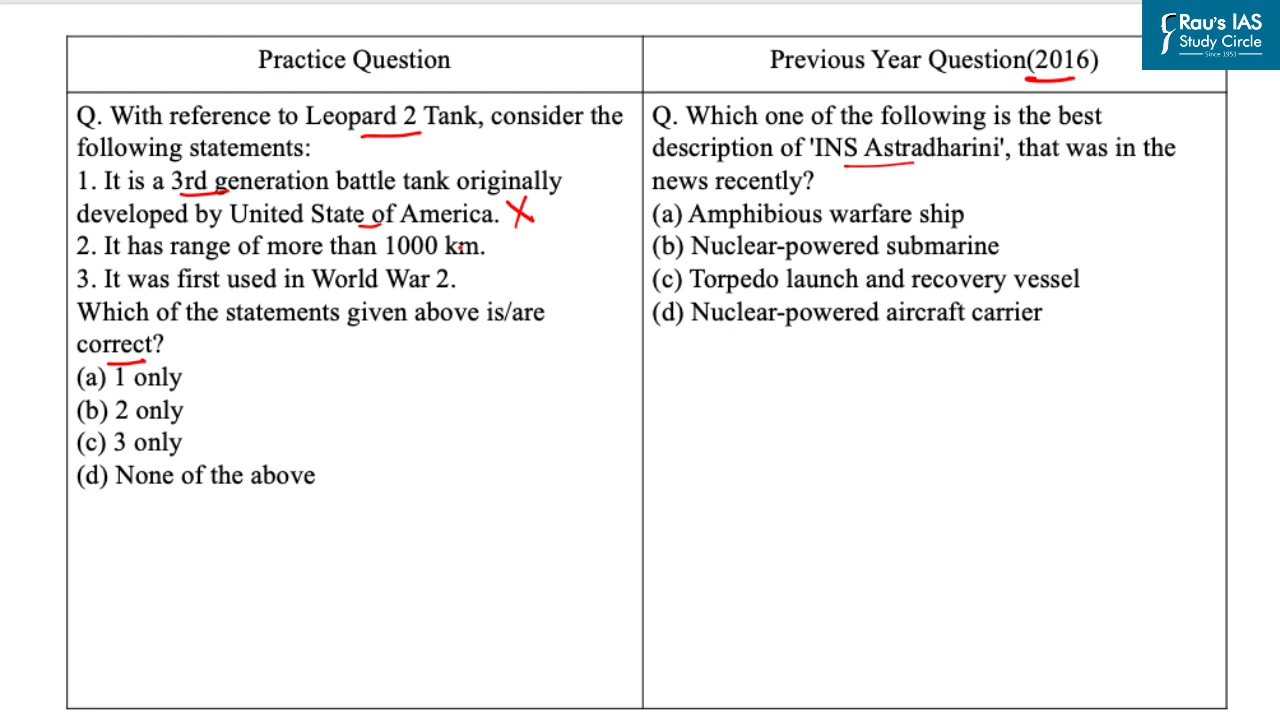 Rau's IAS
Study Circle
Since 1953
Practice Question
Previous Year Question(2016)
Q. With reference to Leopard 2 Tank, consider the
following statements:
1. It is a 3rd generation battle tank originally
developed by United State of America.
2. It has range of more than 1000 km.
3. It was first used in World War 2.
Which of the statements given above is/are
correct?
(a) 1 only
(b) 2 only
(c) 3 only
(d) None of the above
Q. Which one of the following is the best
description of 'INS Astradharini', that was in the
news recently?
(a) Amphibious warfare ship
(b) Nuclear-powered submarine
(c) Torpedo launch and recovery vessel
(d) Nuclear-powered aircraft carrier